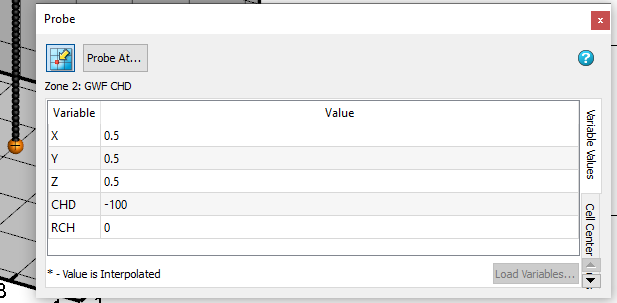 Probe
x
Probe At...
?
Zone 2: GWF CHD
Variable Value
X 0.5
Y 0.5
Z 0.5
CHD -100
RCH 0
Variable Values
Cell Center
* - Value is Interpolated
Load Variables...